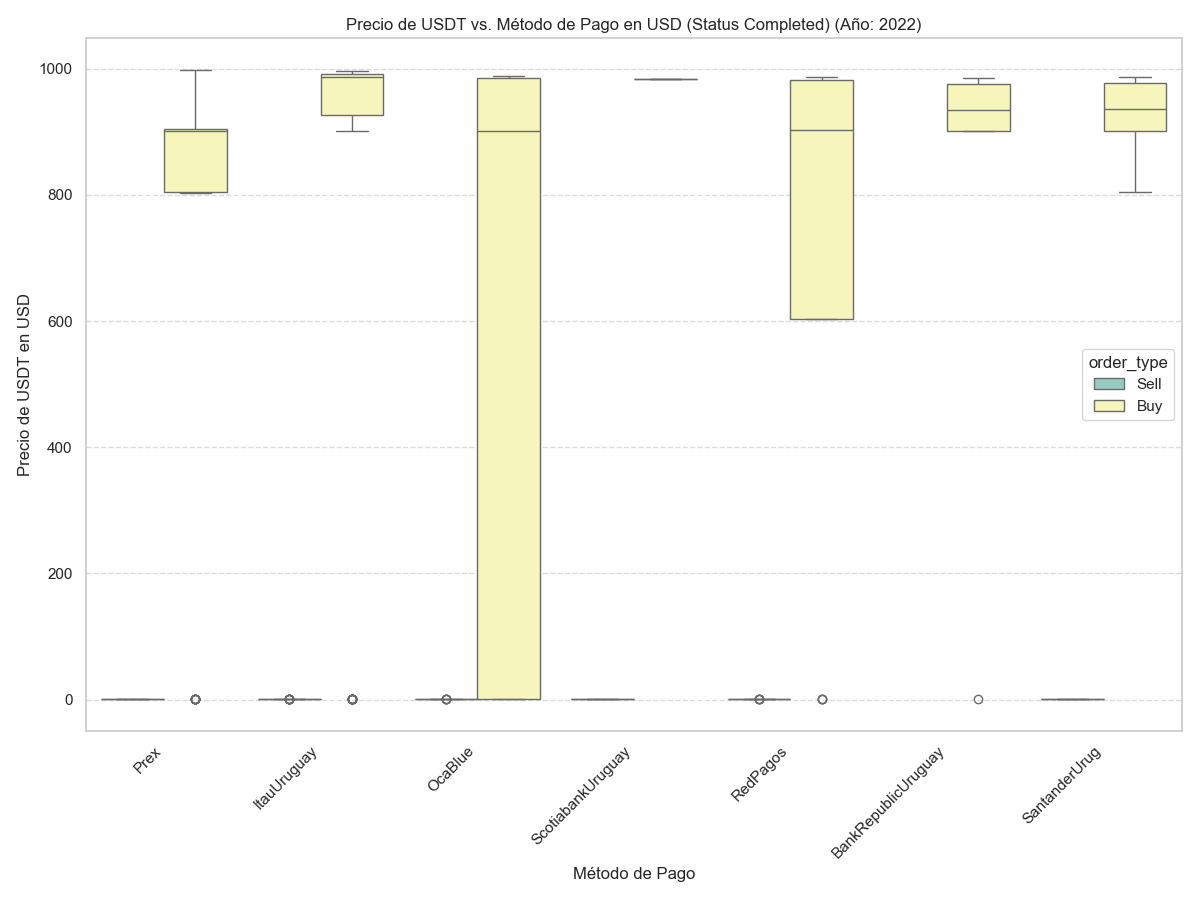 Precio de USDT vs. Método de Pago en USD (Status Completed) (Año: 2022)
Precio de USDT en USD
1000
800
600
400
200
0
order_type
Sell
Buy
Prex
ItauUruguay
OcaBlue
ScotiabankUruguay
RedPagos
BankRepublicUruguay
SantanderUrug
Método de Pago